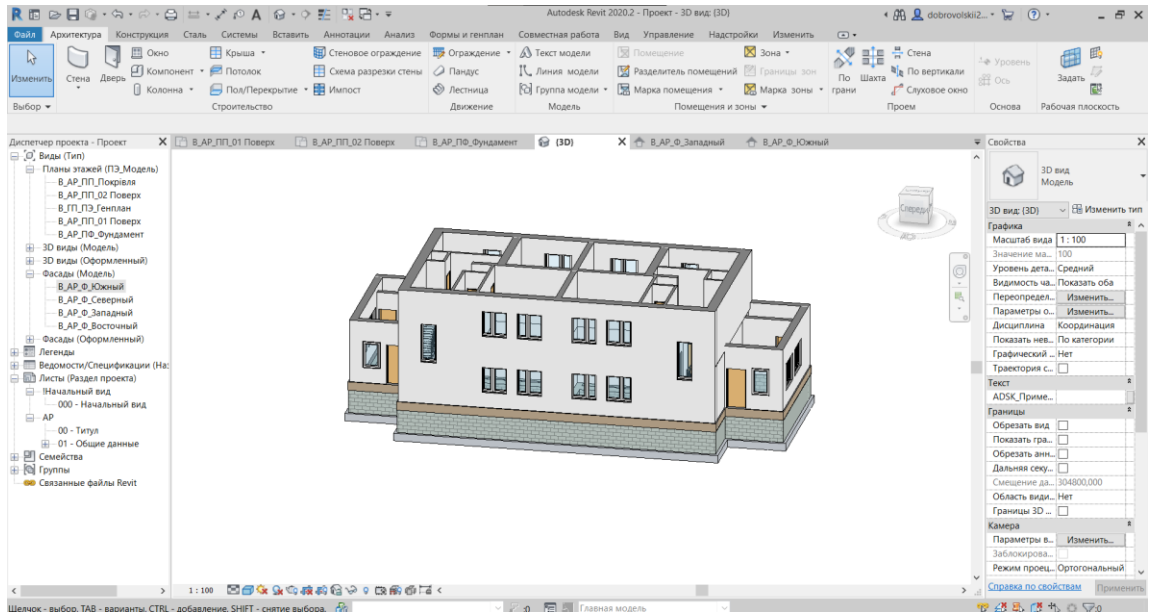 Autodesk Revit 2020.2 - Проект - 3D вид: {3D}
dobrovolskii2...
Файл Архитектура Конструкция Сталь Системы Вставить Аннотации Анализ Формы и генплан Совместная работа Вид Управление Надстройки Изменить
Изменить
Стена
Дверь
Окно
Компонент
Колонна
Крыша
Потолок
Пол/Перекрытие
Стеновое ограждение
Схема разрезки стены
Импост
Ограждение
Пандус
Лестница
Текст модели
Линия модели
Группа модели
Помещение
Разделитель помещений
Марка помещения
Зона
Границы зон
Марка зоны
По грани
Шахта
Стена
По вертикали
Слуховое окно
Уровень
Ось
Задать
Выбор Строительство Движение Модель Помещения и зоны Проем Основа Рабочая плоскость
Диспетчер проекта - Проект
В_АР_ПП_01 Поверх В_АР_ПП_02 Поверх В_АР_ПФ_Фундамент {3D} В_АР_Ф_Западный В_АР_Ф_Южный
Виды (Тип)
Планы этажей (ПЭ_Модель)
В_АР_ПП_Покрівля
В_АР_ПП_02 Поверх
В_ГП_ПЭ_Генплан
В_АР_ПП_01 Поверх
В_АР_ПФ_Фундамент
3D виды (Модель)
3D виды (Оформленный)
Фасады (Модель)
В_АР_Ф_Южный
В_АР_Ф_Северный
В_АР_Ф_Западный
В_АР_Ф_Восточный
Фасады (Оформленный)
Легенды
Ведомости/Спецификации (На:
Листы (Раздел проекта)
!Начальный вид
000 - Начальный вид
АР
00 - Титул
01 - Общие данные
Семейства
Группы
Связанные файлы Revit
Спереди
Свойства
3D вид
Модель
3D вид: {3D} Изменить тип
Графика
Масштаб вида 1 : 100
Значение ма... 100
Уровень дета... Средний
Видимость ча... Показать оба
Переопредел... Изменить...
Параметры о... Изменить...
Дисциплина Координация
Показать нев... По категории
Графический ... Нет
Траектория с...
Текст
ADSK_Приме...
Границы
Обрезать вид
Показать гра...
Обрезать анн...
Дальняя секу...
Смещение да... 304800,000
Область види... Нет
Границы 3D ...
Камера
Параметры в... Изменить...
Заблокирова...
Режим проец... Ортогональный
Справка по свойствам Применить
1 : 100
Щелчок - выбор, TAB - варианты, CTRL - добавление, SHIFT - снятие выбора.
:0
Главная модель